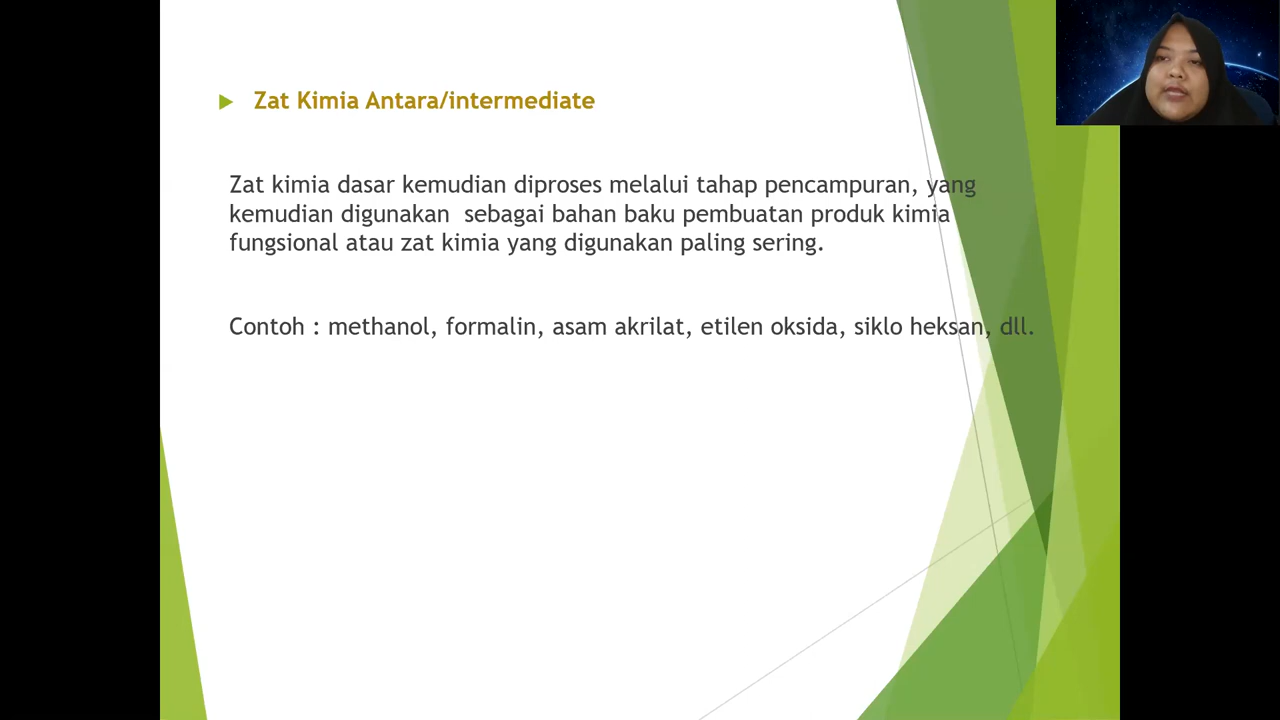 Zat Kimia Antara/intermediate
Zat kimia dasar kemudian diproses melalui tahap pencampuran, yang
kemudian digunakan  sebagai bahan baku pembuatan produk kimia
fungsional atau zat kimia yang digunakan paling sering.
Contoh : methanol, formalin, asam akrilat, etilen oksida, siklo heksan, dll.